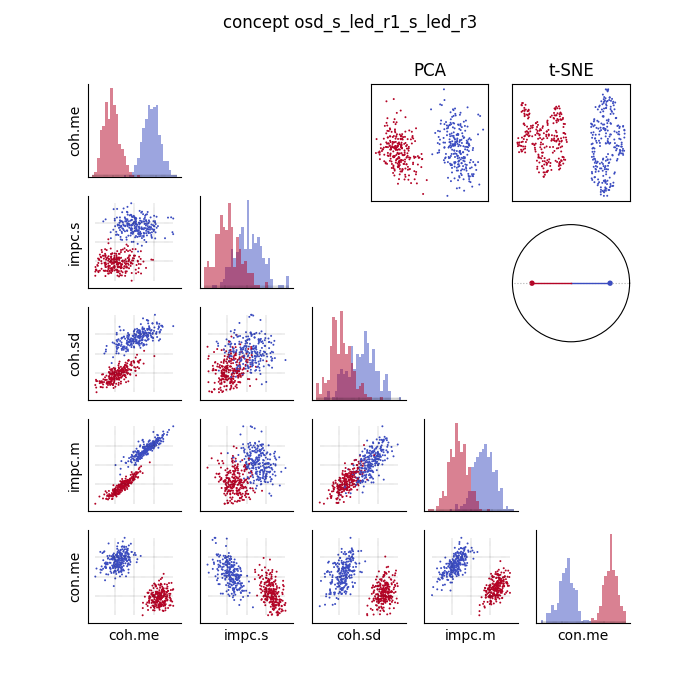 concept osd_s_led_r1_s_led_r3
PCA
t-SNE
coh.me
impc.s
coh.sd
impc.m
con.me
coh.me
impc.s
coh.sd
impc.m
con.me